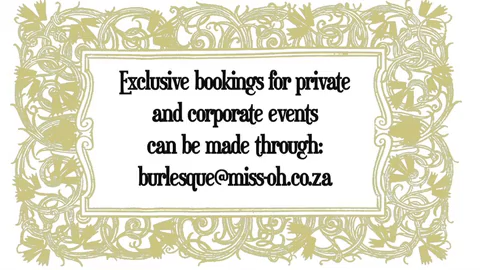 Exclusive bookings for private
and corporate events
can be made through:
burlesque@miss-oh.co.za